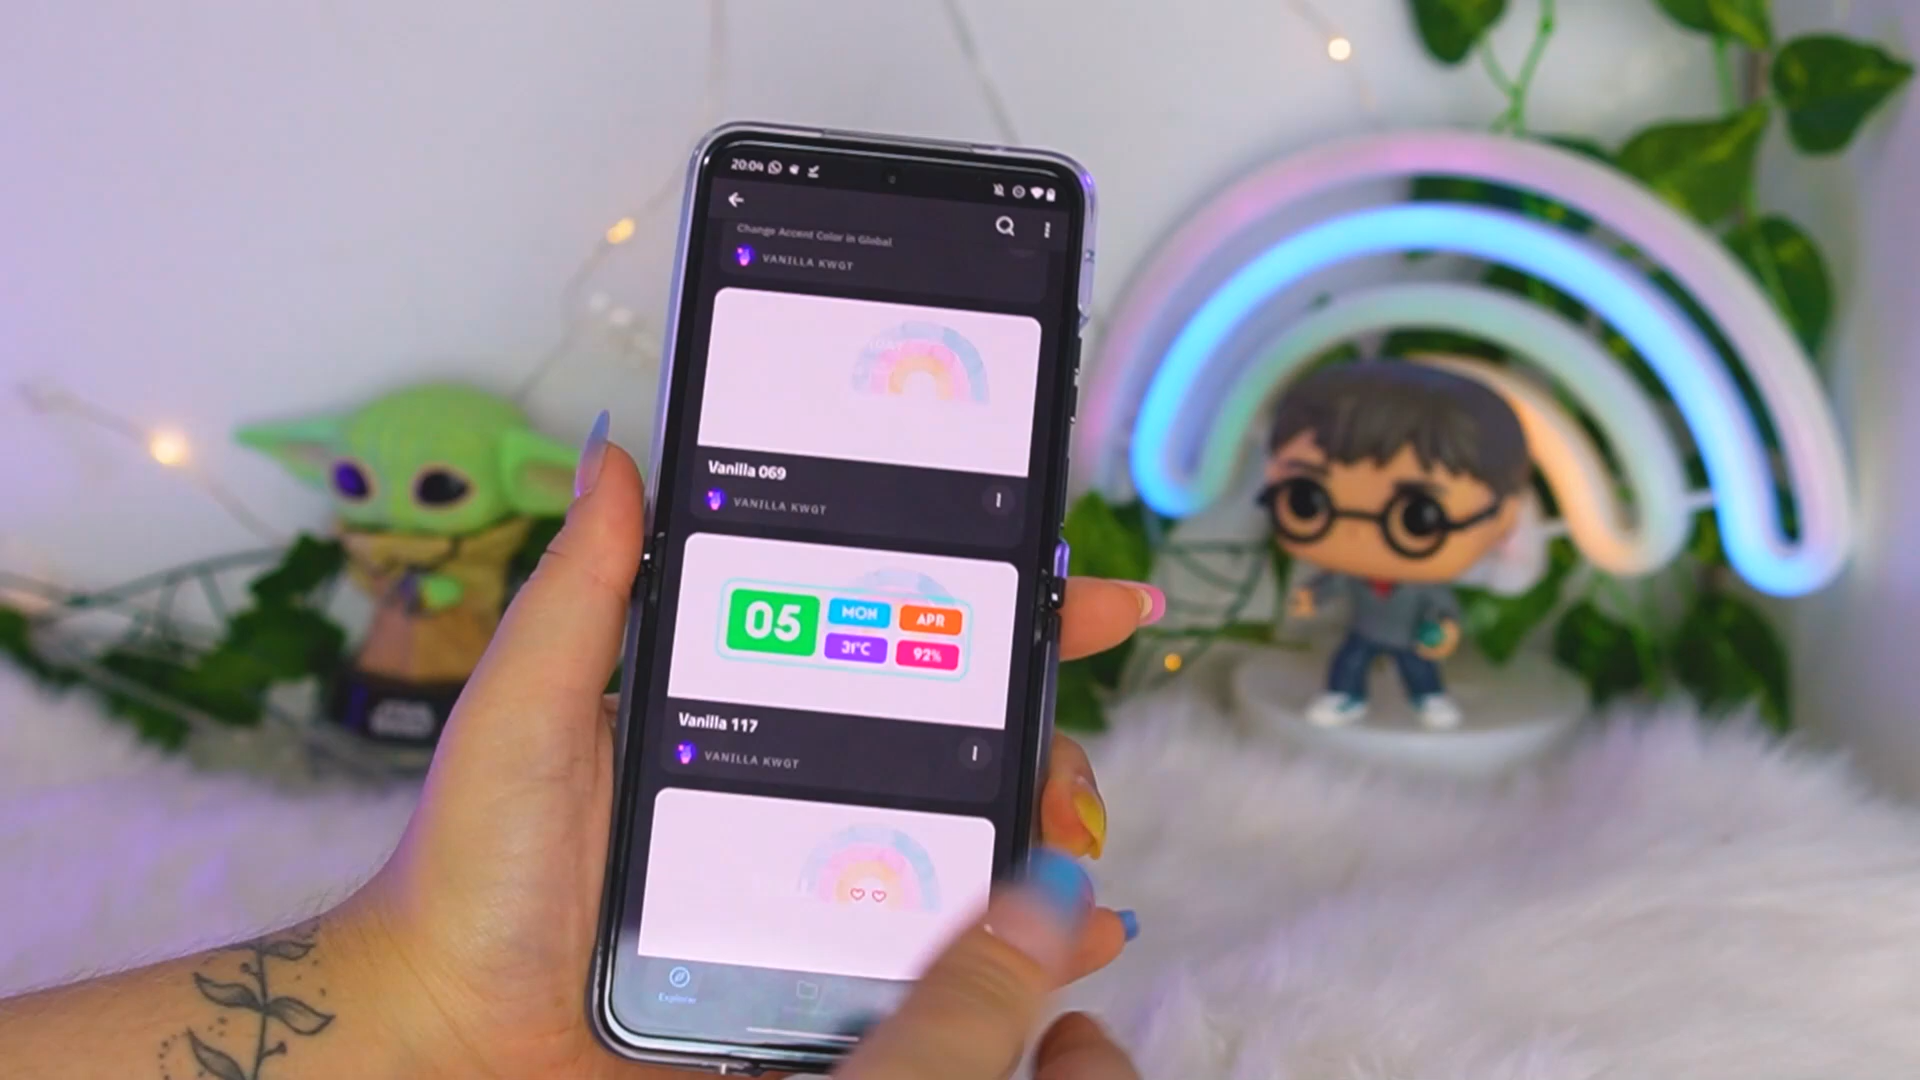 20:04
Change Accent Color in Global
VANILLA KWGT
Vanilla 069
VANILLA KWGT
05
MON
APR
31°C
92%
Vanilla 117
VANILLA KWGT
Explorer